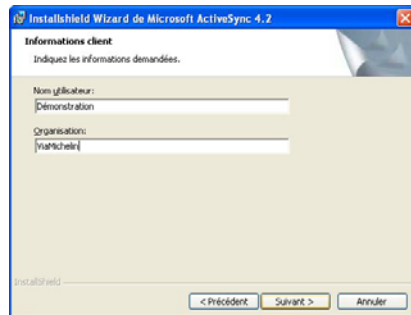 Installshield Wizard de Microsoft ActiveSync 4.2
Informations client
Indiquez les informations demandées.
Nom utilisateur:
Démonstration
Organisation:
ViaMichelin
InstallShield
< Précédent
Suivant >
Annuler